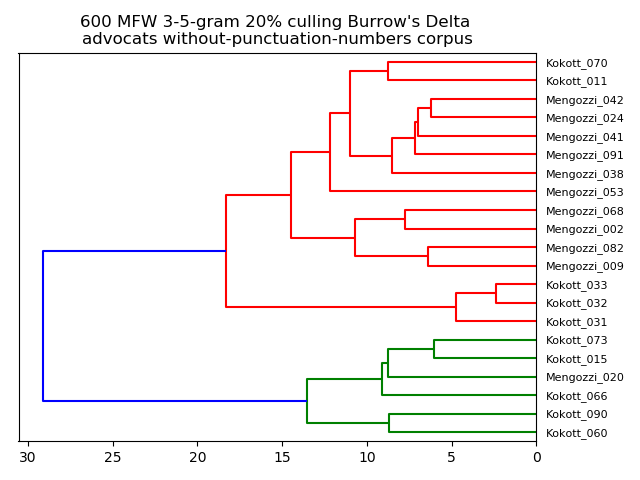 600 MFW 3-5-gram 20% culling Burrow's Delta
advocats without-punctuation-numbers corpus
Kokott_070
Kokott_011
Mengozzi_042
Mengozzi_024
Mengozzi_041
Mengozzi_091
Mengozzi_038
Mengozzi_053
Mengozzi_068
Mengozzi_002
Mengozzi_082
Mengozzi_009
Kokott_033
Kokott_032
Kokott_031
Kokott_073
Kokott_015
Mengozzi_020
Kokott_066
Kokott_090
Kokott_060
30 25 20 15 10 5 0